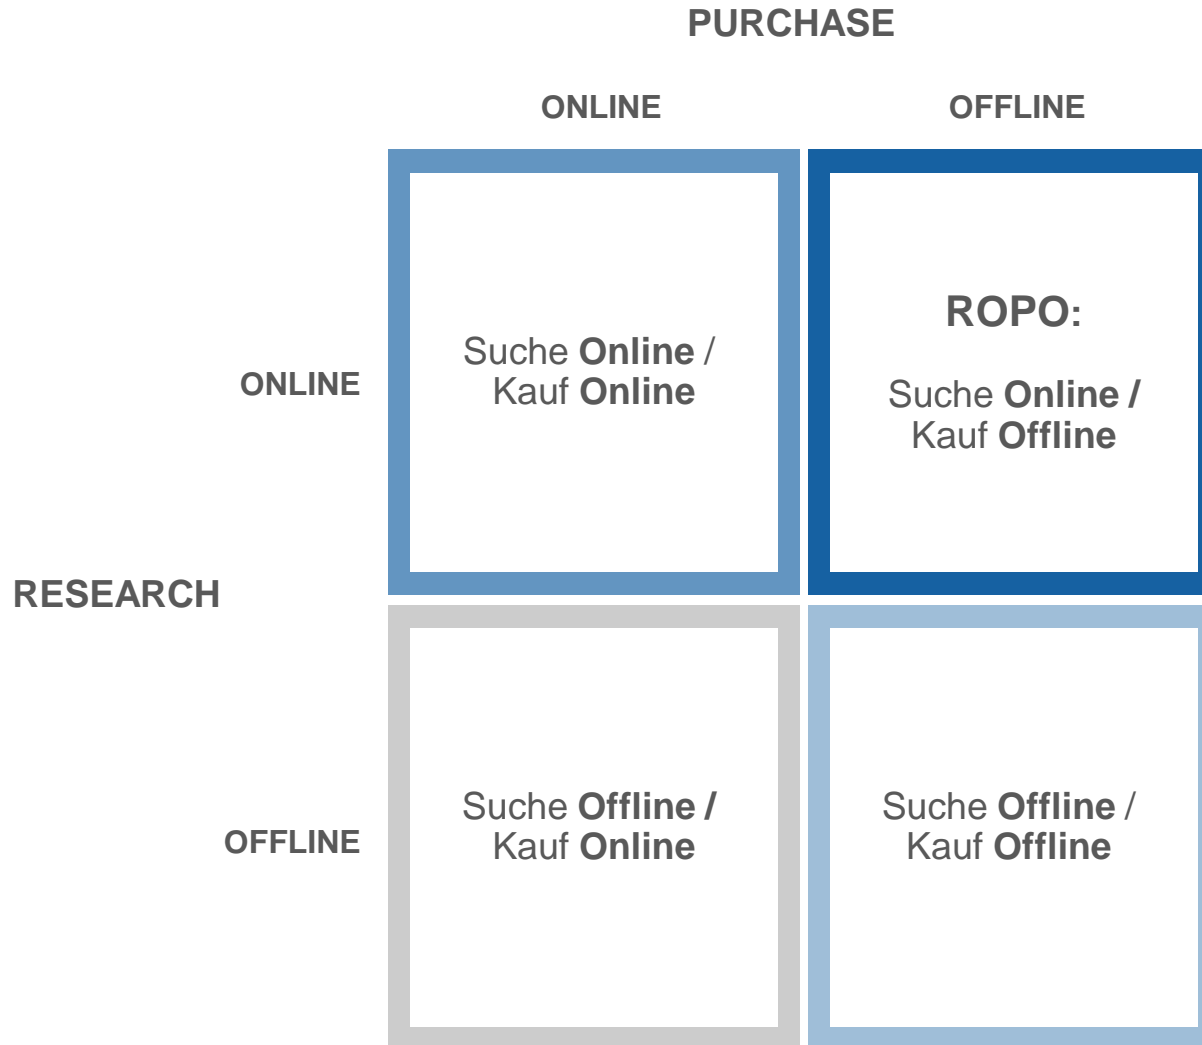 PURCHASE
ONLINE
OFFLINE
ROPO:
Suche Online /
Kauf Online
Suche Online /
Kauf Offline
ONLINE
RESEARCH
Suche Offline /
Kauf Online
Suche Offline /
Kauf Offline
OFFLINE